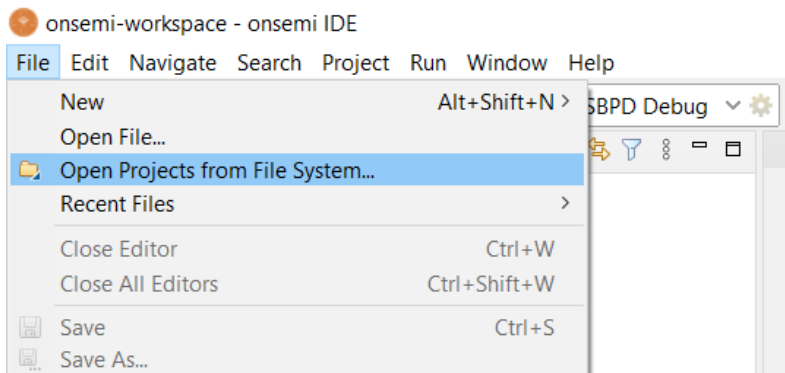 onsemi-workspace - onsemi IDE
File Edit Navigate Search Project Run Window Help
New Alt+Shift+N >
SBPD Debug
Open File...
Open Projects from File System...
Recent Files >
Close Editor Ctrl+W
Close All Editors Ctrl+Shift+W
Save Ctrl+S
Save As...